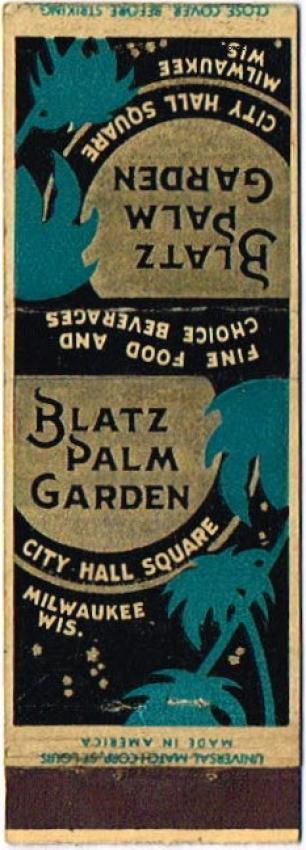 CLOSE COVER BEFORE STRIKING
MILWAUKEE
WIS.
CITY HALL SQUARE
BLATZ
PALM
GARDEN
FINE FOOD AND
CHOICE BEVERAGES
BLATZ
PALM
GARDEN
CITY HALL SQUARE
MILWAUKEE
WIS.
MADE IN AMERICA
UNIVERSAL MATCH CORP., ST. LOUIS